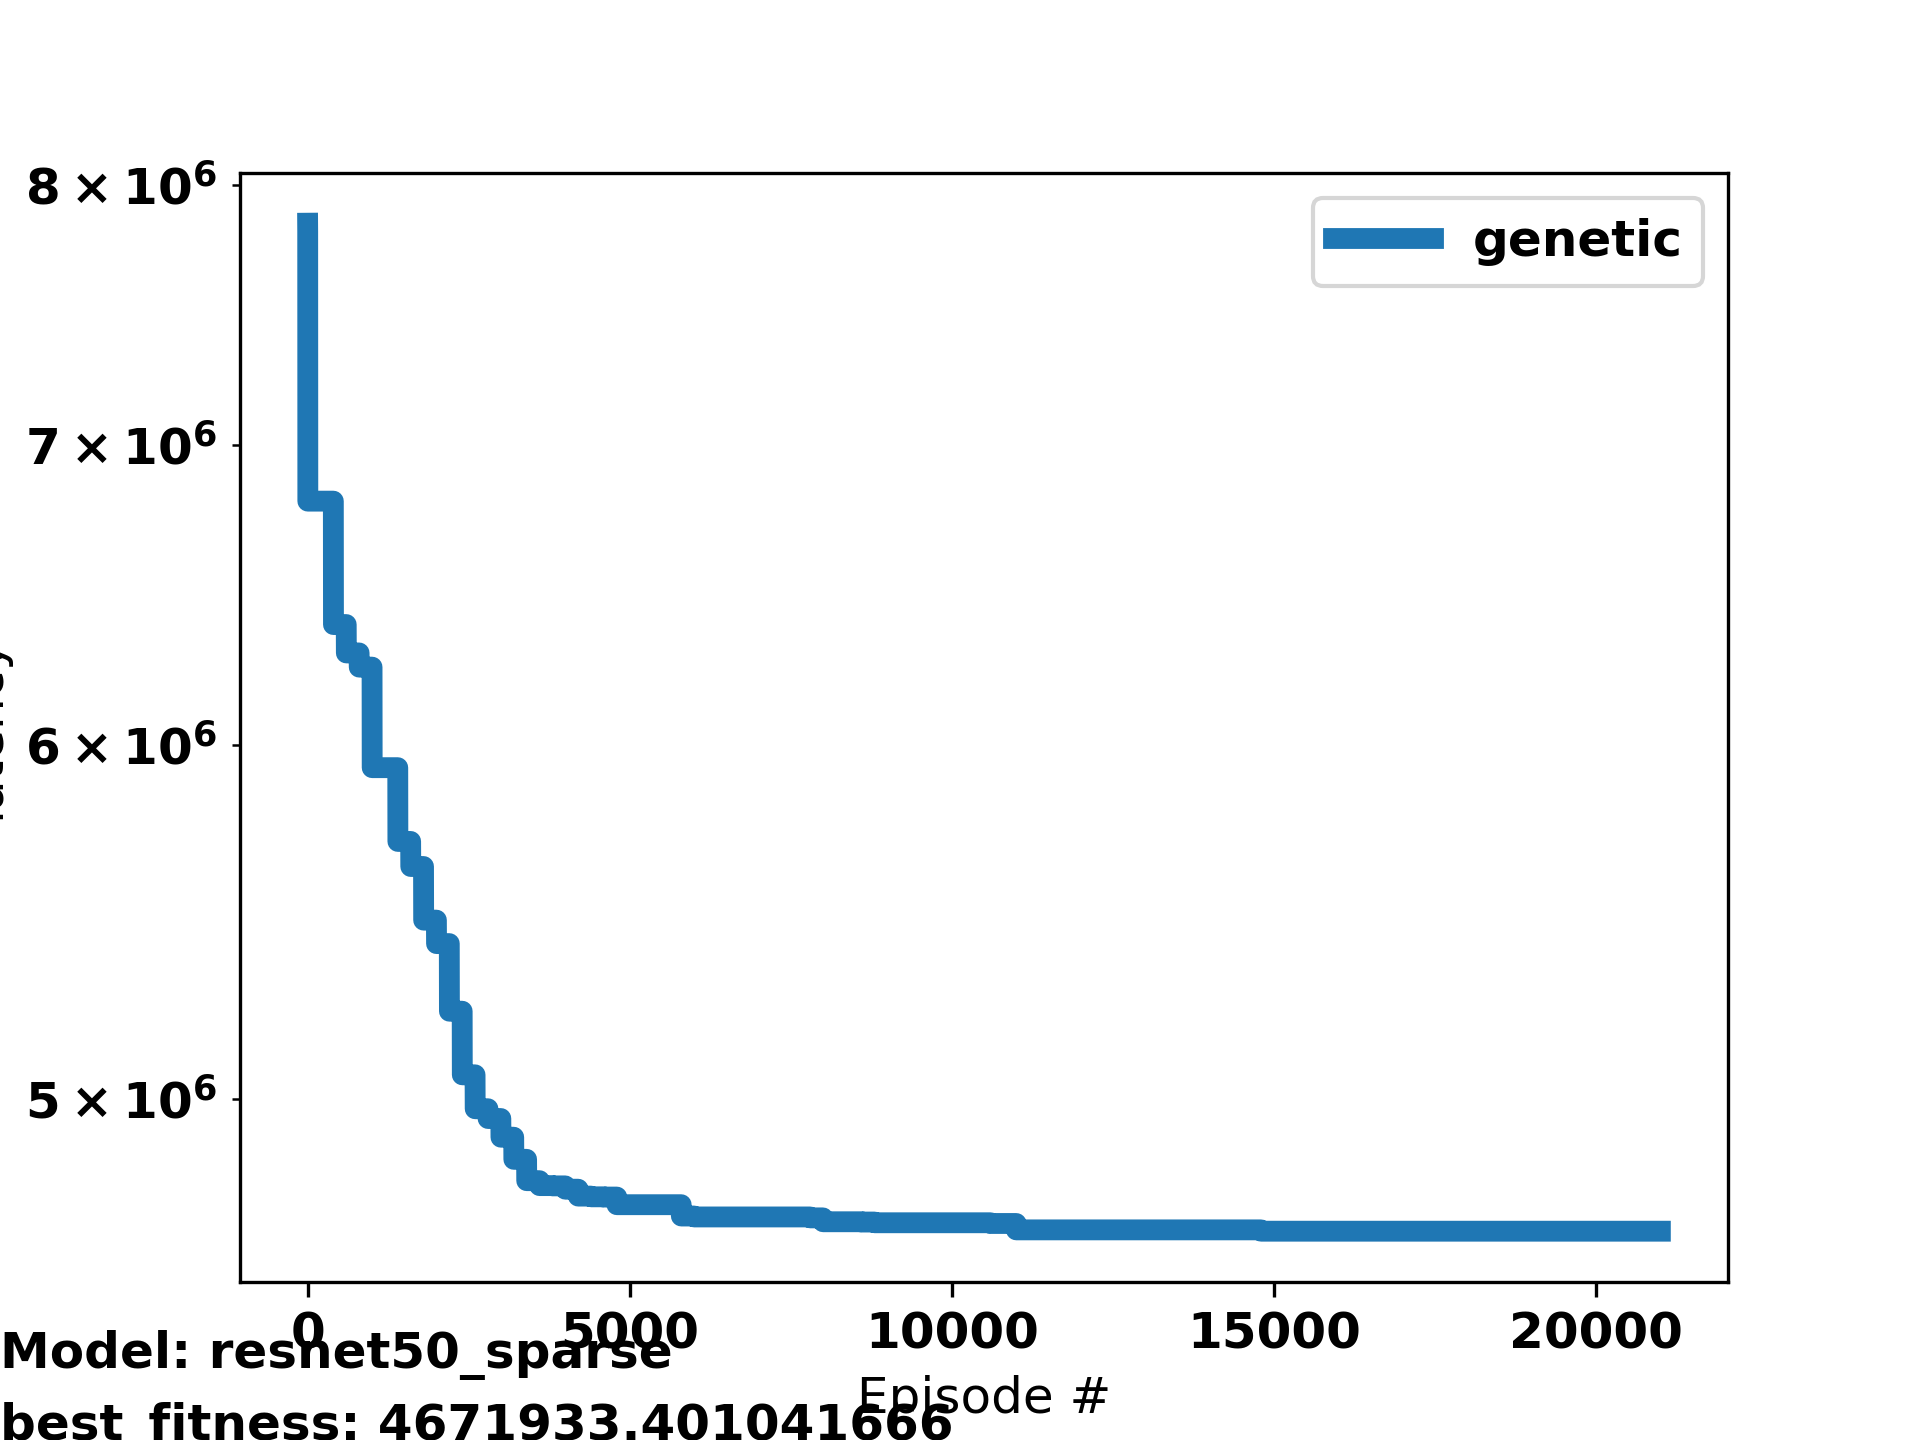 8 × 10⁶
genetic
7 × 10⁶
6 × 10⁶
5 × 10⁶
0 5000 10000 15000 20000
Model: resnet50_sparse
Episode #
best_fitness: 4671933.401041666